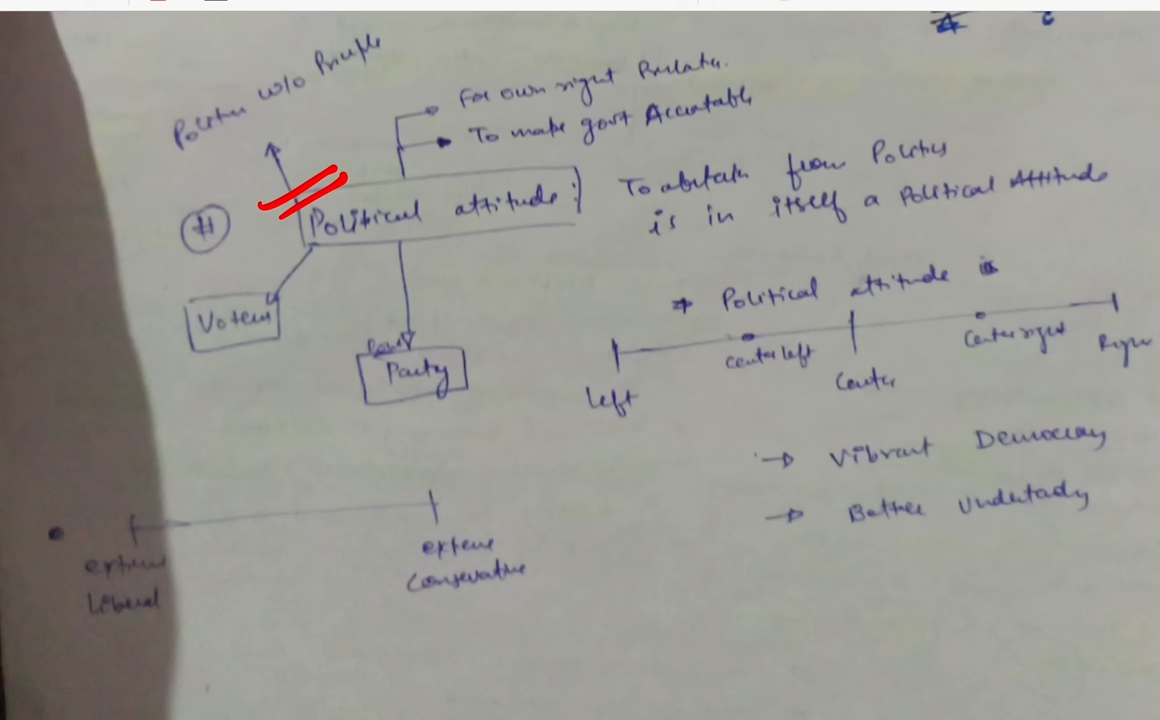 Politics w/o Principle
For own right
To make govt Accountable
# Political attitude :
To abstain from Politics
is in itself a Political Attitude
Voters
Party
* Political attitude is
left
center left
Center
Center right
Right
→ Vibrant Democracy
→ Better Understanding
extreme
Liberal
extreme
Conservative